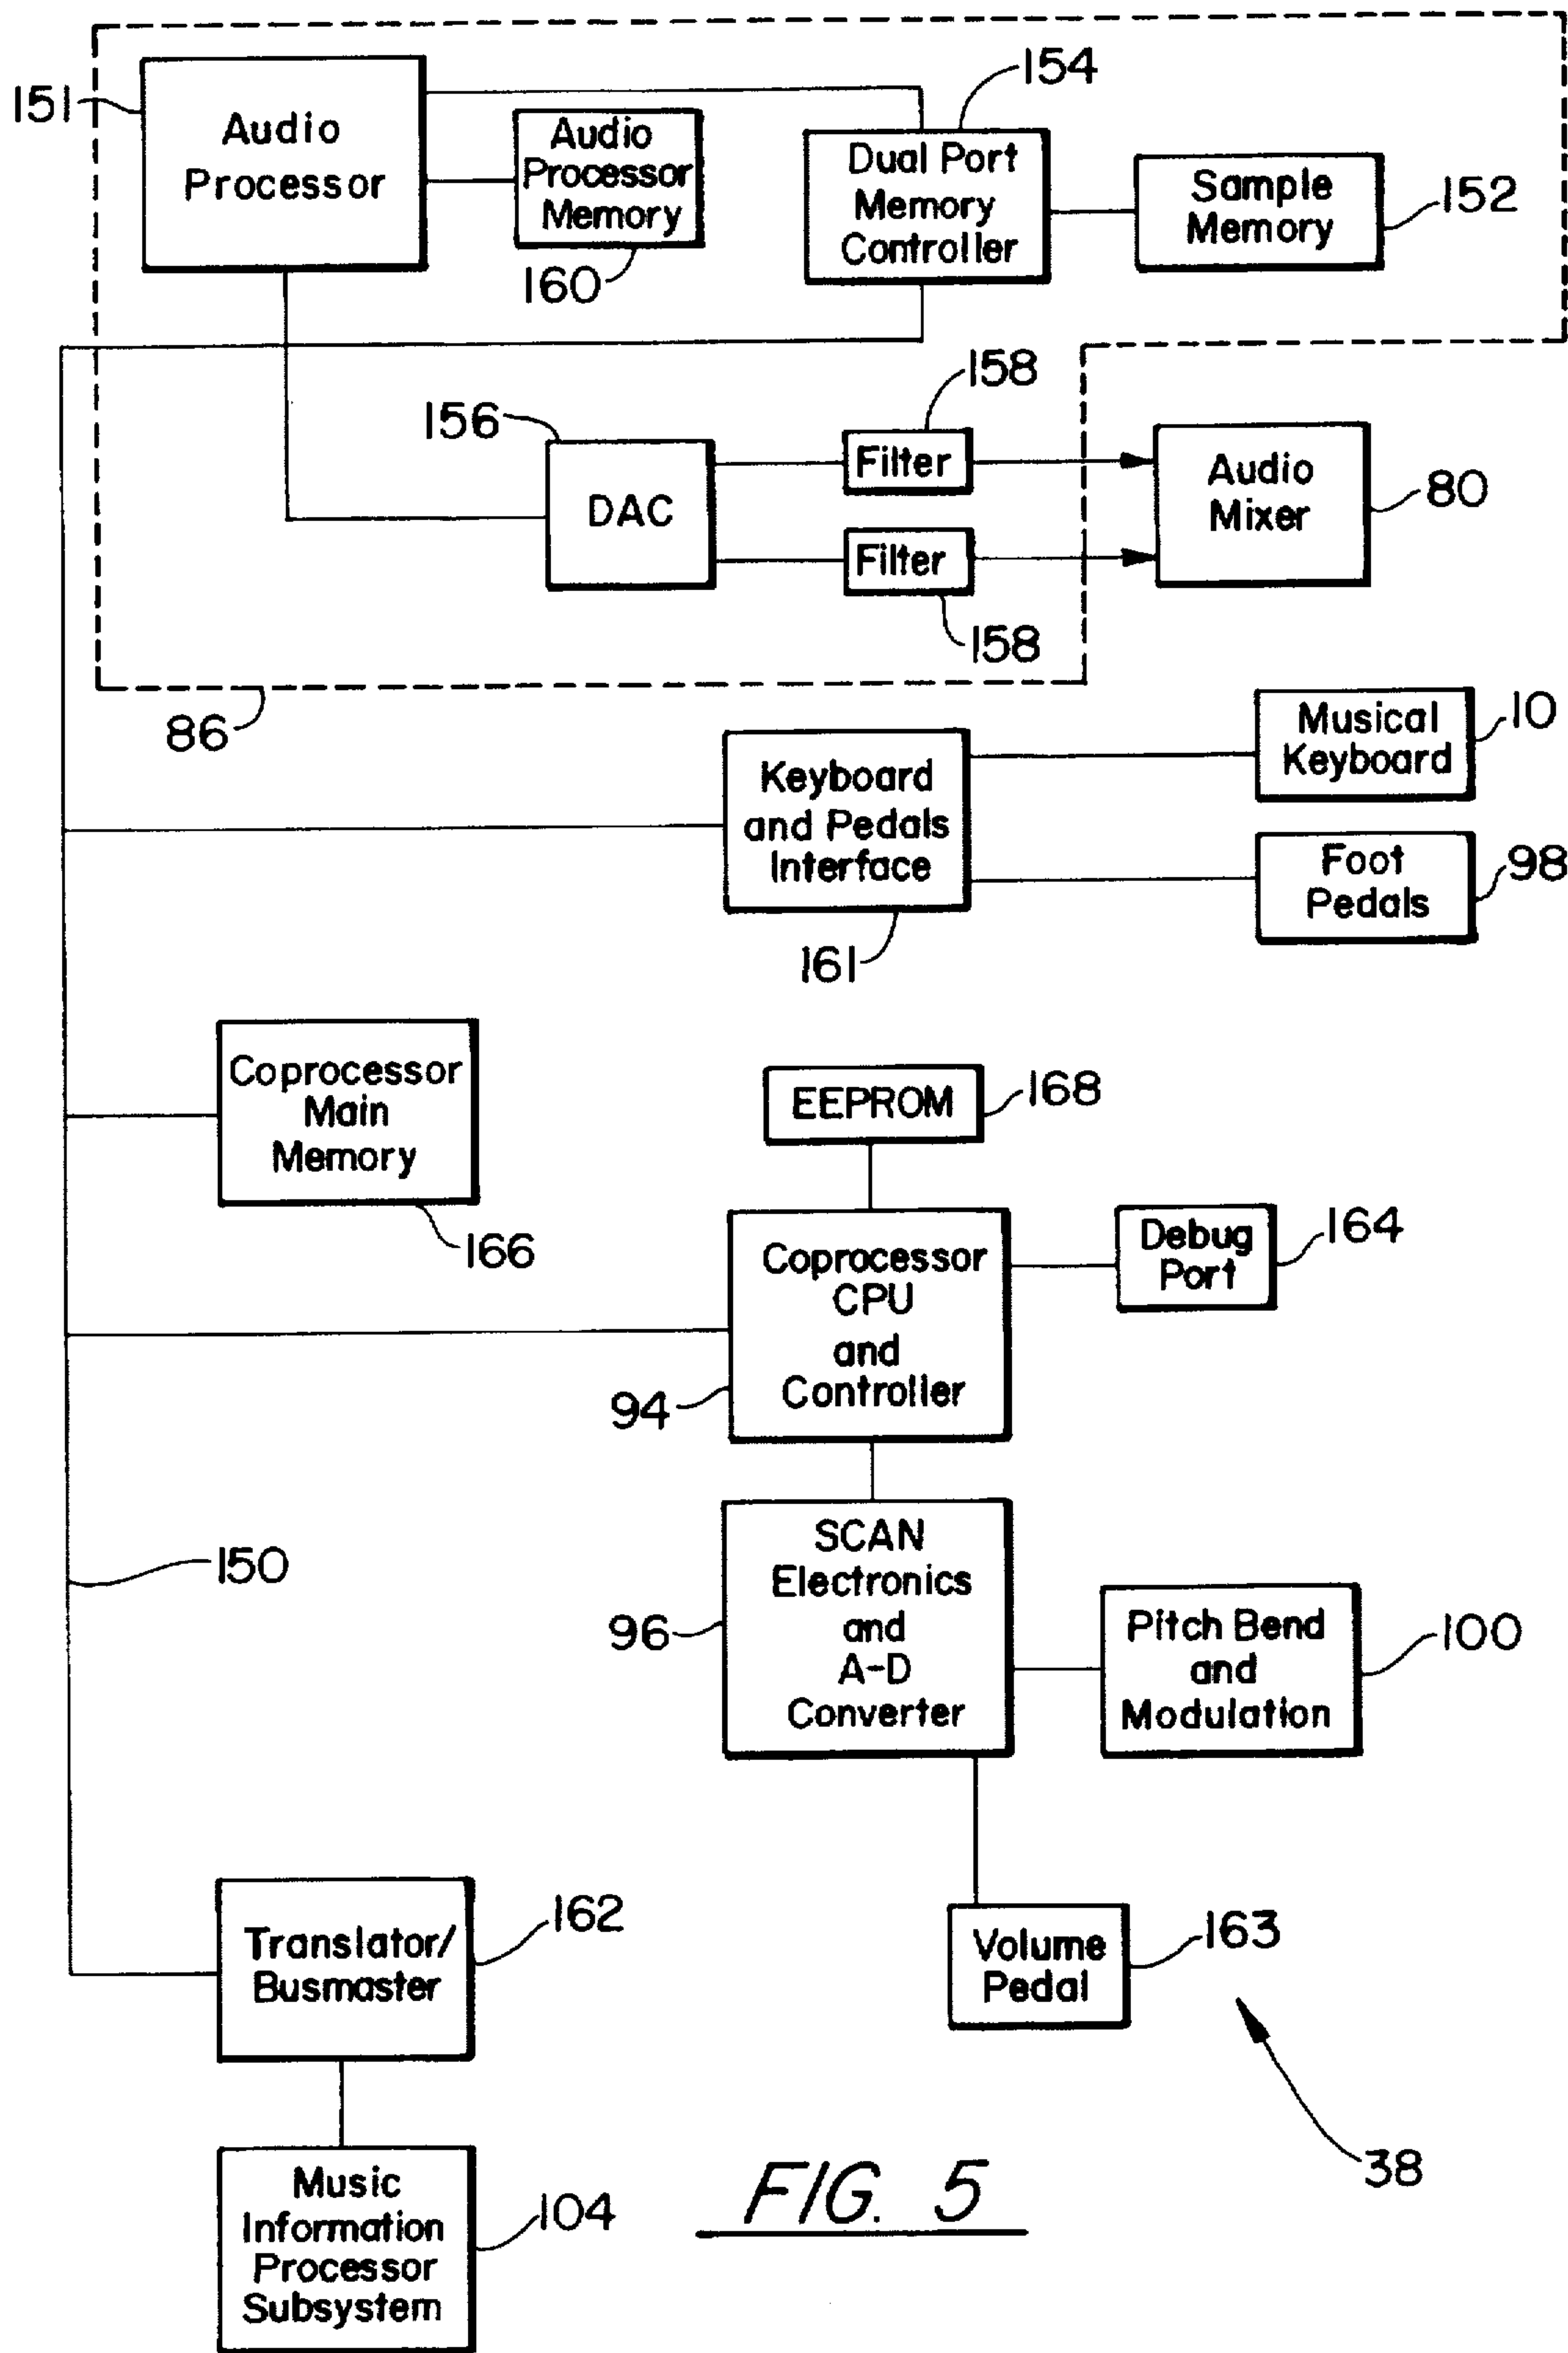 151
Audio
Processor
Audio
Processor
Memory
160
154
Dual Port
Memory
Controller
Sample
Memory
152
156
DAC
158
Filter
Filter
158
Audio
Mixer
80
86
Keyboard
and Pedals
Interface
161
Musical
Keyboard
10
Foot
Pedals
98
Coprocessor
Main
Memory
166
EEPROM
168
Coprocessor
CPU
and
Controller
94
Debug
Port
164
150
SCAN
Electronics
and
A-D
Converter
96
Pitch Bend
and
Modulation
100
Translator/
Busmaster
162
Volume
Pedal
163
38
Music
Information
Processor
Subsystem
104
FIG. 5